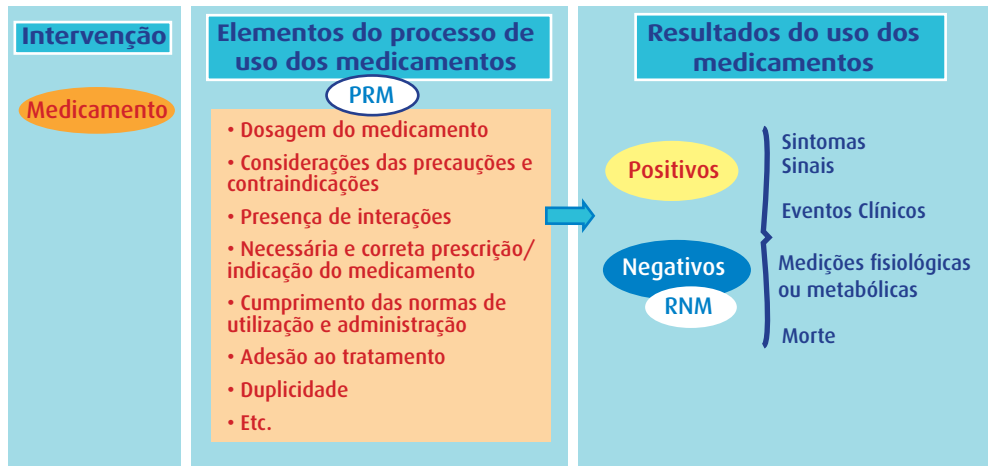 Intervenção
Medicamento
Elementos do processo de
uso dos medicamentos
PRM
• Dosagem do medicamento
• Considerações das precauções e
contraindicações
• Presença de interações
• Necessária e correta prescrição/
indicação do medicamento
• Cumprimento das normas de
utilização e administração
• Adesão ao tratamento
• Duplicidade
• Etc.
Resultados do uso dos
medicamentos
Positivos
Negativos
RNM
Sintomas
Sinais
Eventos Clínicos
Medições fisiológicas
ou metabólicas
Morte